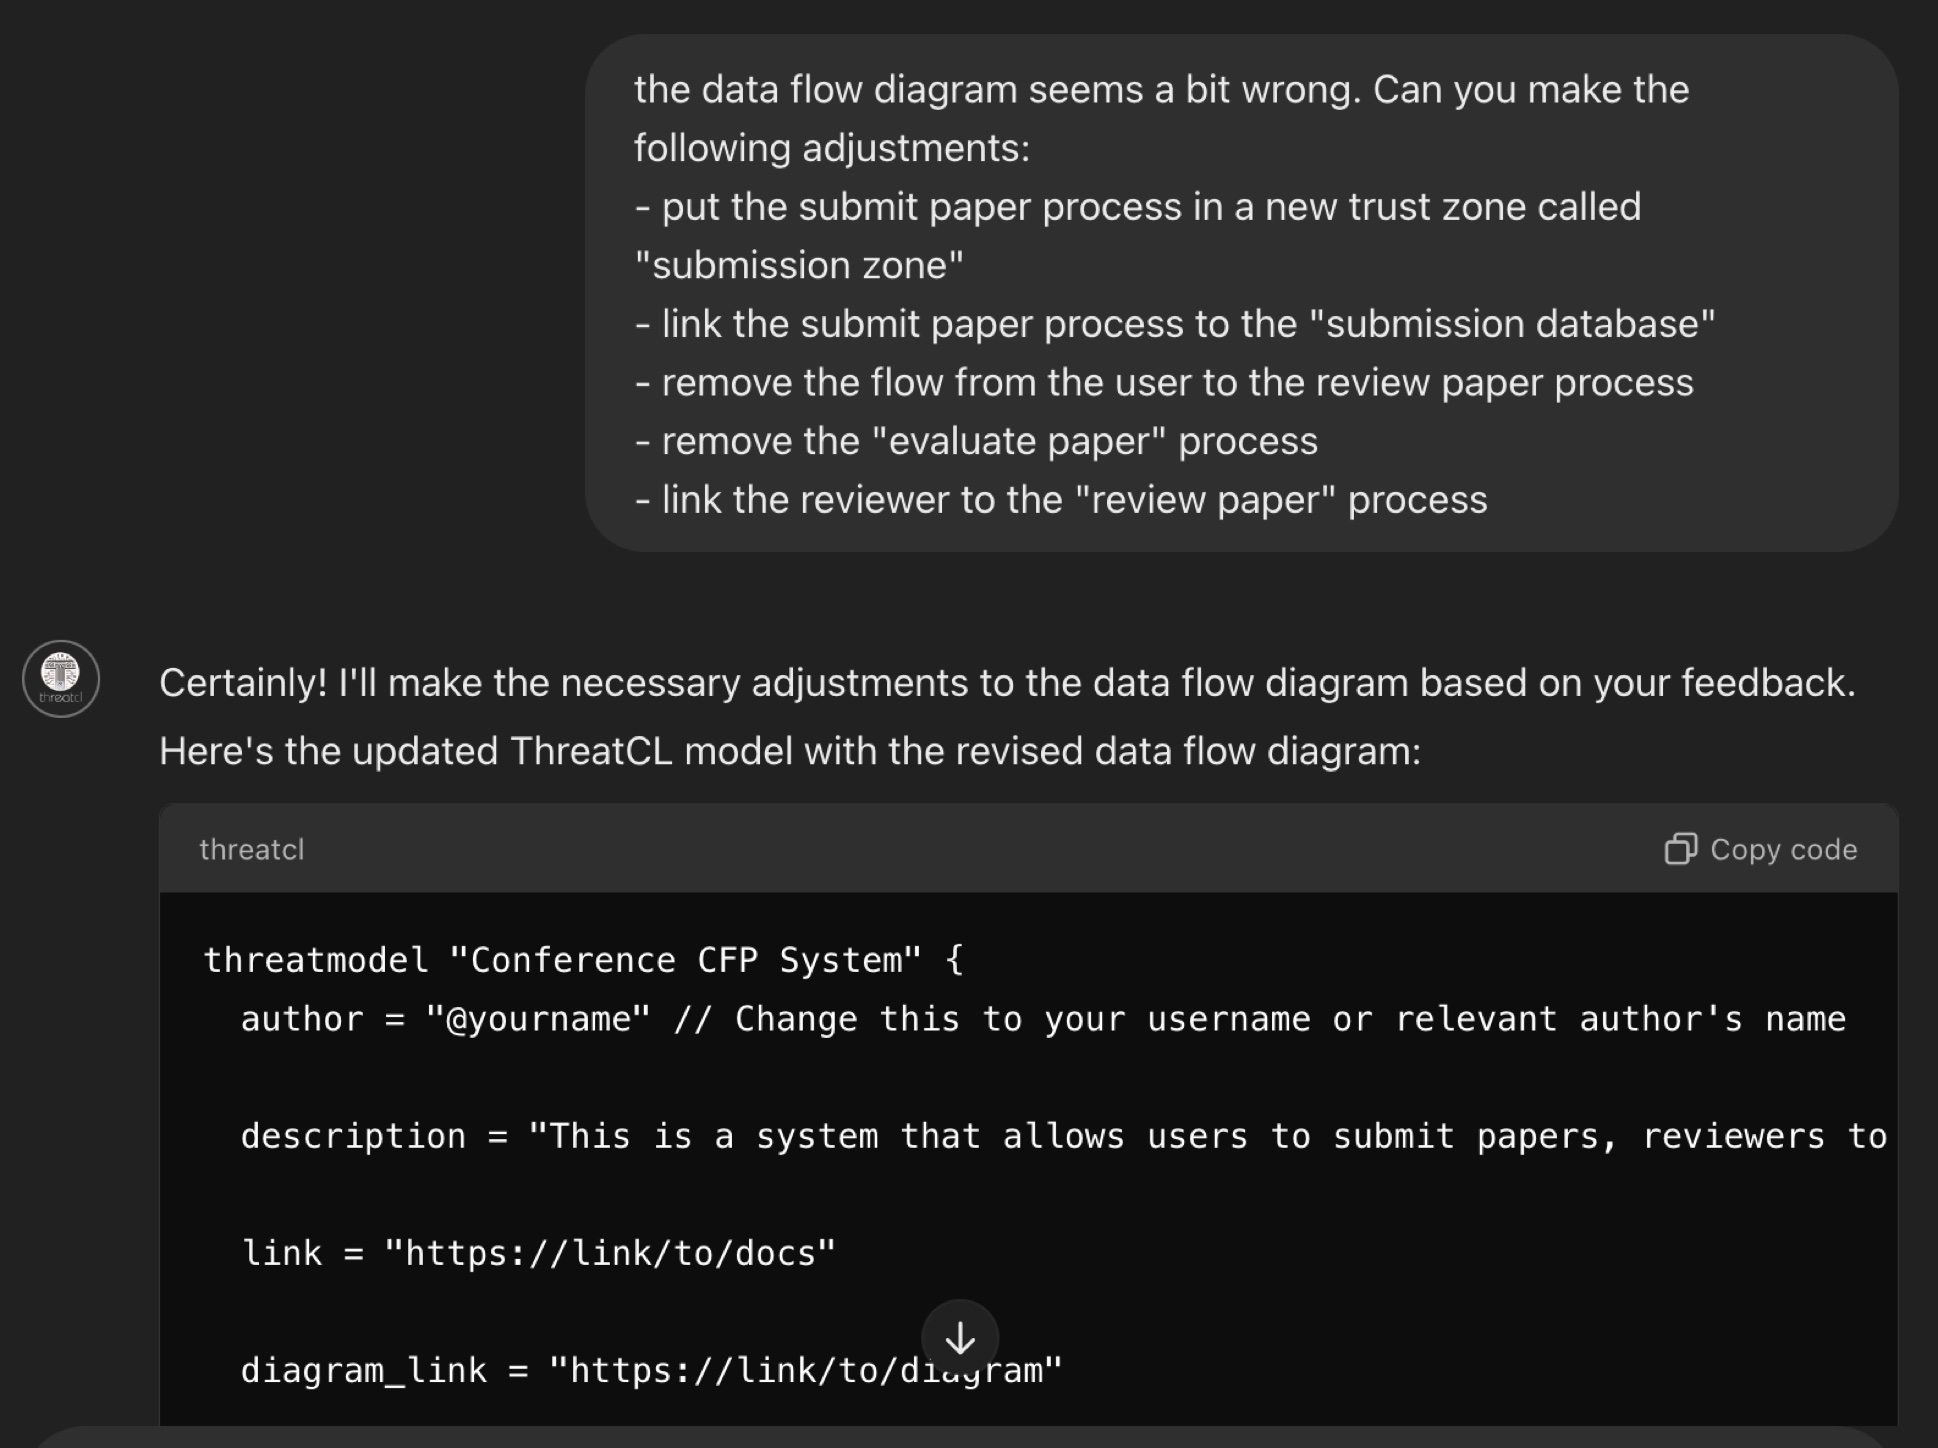 the data flow diagram seems a bit wrong. Can you make the
following adjustments:
- put the submit paper process in a new trust zone called
"submission zone"
- link the submit paper process to the "submission database"
- remove the flow from the user to the review paper process
- remove the "evaluate paper" process
- link the reviewer to the "review paper" process
threatcl
Certainly! I'll make the necessary adjustments to the data flow diagram based on your feedback.
Here's the updated ThreatCL model with the revised data flow diagram:
threatcl
Copy code
threatmodel "Conference CFP System" {
author = "@yourname" // Change this to your username or relevant author's name
description = "This is a system that allows users to submit papers, reviewers to
link = "https://link/to/docs"
diagram_link = "https://link/to/diagram"